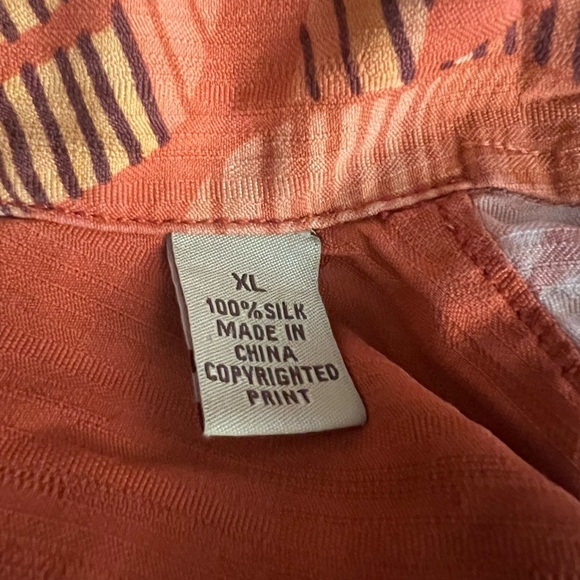 XL
100% SILK
MADE IN
CHINA
COPYRIGHTED
PRINT